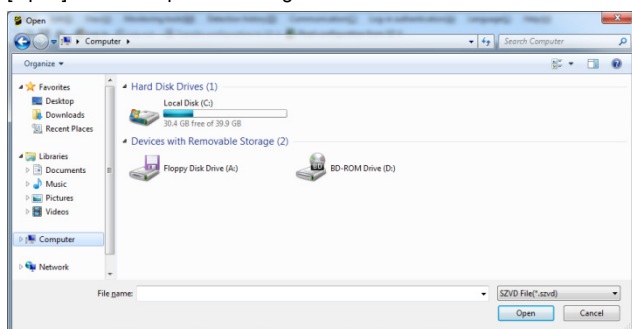 Open
Computer
Search Computer
Organize
Favorites
Desktop
Downloads
Recent Places
Libraries
Documents
Music
Pictures
Videos
Computer
Network
Hard Disk Drives (1)
Local Disk (C:)
30.4 GB free of 39.9 GB
Devices with Removable Storage (2)
Floppy Disk Drive (A:)
BD-ROM Drive (D:)
File name:
SZVD File(*.szvd)
Open
Cancel